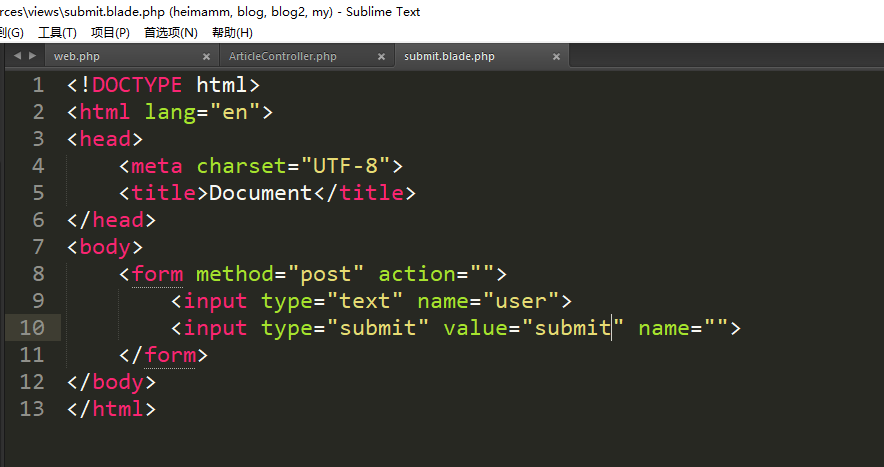 rces\views\submit.blade.php (heimamm, blog, blog2, my) - Sublime Text
到(G) 工具(T) 项目(P) 首选项(N) 帮助(H)
web.php × ArticleController.php × submit.blade.php ×
1 <!DOCTYPE html>
2 <html lang="en">
3 <head>
4 <meta charset="UTF-8">
5 <title>Document</title>
6 </head>
7 <body>
8 <form method="post" action="">
9 <input type="text" name="user">
10 <input type="submit" value="submit" name="">
11 </form>
12 </body>
13 </html>